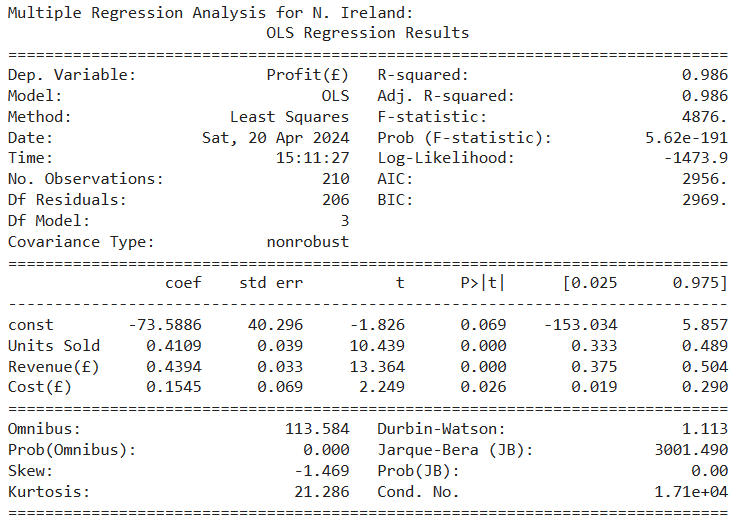 Multiple Regression Analysis for N. Ireland:
                            OLS Regression Results
==============================================================================
Dep. Variable:              Profit(£)   R-squared:                       0.986
Model:                            OLS   Adj. R-squared:                  0.986
Method:                 Least Squares   F-statistic:                     4876.
Date:                Sat, 20 Apr 2024   Prob (F-statistic):          5.62e-191
Time:                        15:11:27   Log-Likelihood:                -1473.9
No. Observations:                 210   AIC:                             2956.
Df Residuals:                     206   BIC:                             2969.
Df Model:                           3
Covariance Type:            nonrobust
==============================================================================
                 coef    std err          t      P>|t|      [0.025      0.975]
------------------------------------------------------------------------------
const        -73.5886     40.296     -1.826      0.069    -153.034       5.857
Units Sold     0.4109      0.039     10.439      0.000       0.333       0.489
Revenue(£)     0.4394      0.033     13.364      0.000       0.375       0.504
Cost(£)        0.1545      0.069      2.249      0.026       0.019       0.290
==============================================================================
Omnibus:                      113.584   Durbin-Watson:                   1.113
Prob(Omnibus):                  0.000   Jarque-Bera (JB):             3001.490
Skew:                          -1.469   Prob(JB):                         0.00
Kurtosis:                      21.286   Cond. No.                     1.71e+04
==============================================================================